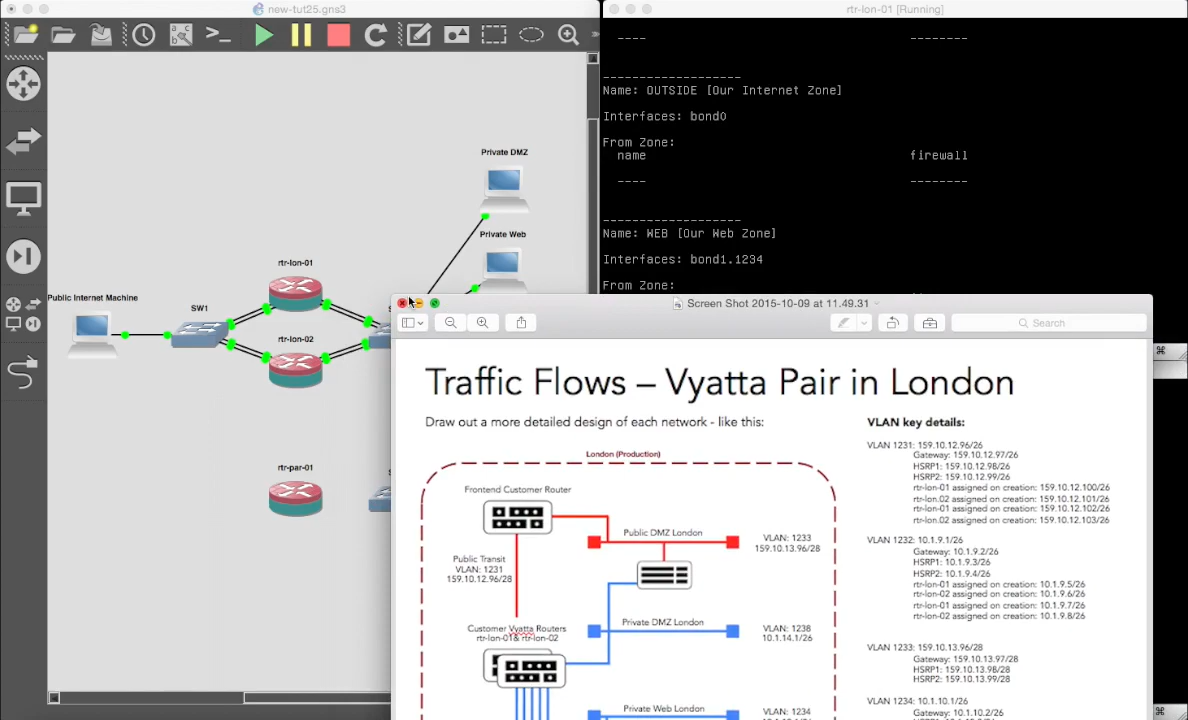 new-tut25.gns3
Private DMZ
Private Web
rtr-lon-01
Public Internet Machine
SW1
rtr-lon-02
rtr-par-01
rtr-lon-01 [Running]
---- --------
-------------------
Name: OUTSIDE [Our Internet Zone]
Interfaces: bond0
From Zone:
name firewall
---- --------
-------------------
Name: WEB [Our Web Zone]
Interfaces: bond1.1234
From Zone:
Screen Shot 2015-10-09 at 11.49.31
Search
Traffic Flows – Vyatta Pair in London
Draw out a more detailed design of each network - like this:
London (Production)
Frontend Customer Router
Public DMZ London
VLAN: 1233
159.10.13.96/28
Public Transit
VLAN: 1231
159.10.12.96/28
Customer Vyatta Routers
rtr-lon-01& rtr-lon-02
Private DMZ London
VLAN: 1238
10.1.14.1/26
Private Web London
VLAN: 1234
VLAN key details:
VLAN 1231: 159.10.12.96/26
Gateway: 159.10.12.97/26
HSRP1: 159.10.12.98/26
HSRP2: 159.10.12.99/26
rtr-lon-01 assigned on creation: 159.10.12.100/26
rtr-lon.02 assigned on creation: 159.10.12.101/26
rtr-lon-01 assigned on creation: 159.10.12.102/26
rtr-lon.02 assigned on creation: 159.10.12.103/26
VLAN 1232: 10.1.9.1/26
Gateway: 10.1.9.2/26
HSRP1: 10.1.9.3/26
HSRP2: 10.1.9.4/26
rtr-lon-01 assigned on creation: 10.1.9.5/26
rtr-lon-02 assigned on creation: 10.1.9.6/26
rtr-lon-01 assigned on creation: 10.1.9.7/26
rtr-lon-02 assigned on creation: 10.1.9.8/26
VLAN 1233: 159.10.13.96/28
Gateway: 159.10.13.97/28
HSRP1: 159.10.13.98/28
HSRP2: 159.10.13.99/28
VLAN 1234: 10.1.10.1/26
Gateway: 10.1.10.2/26